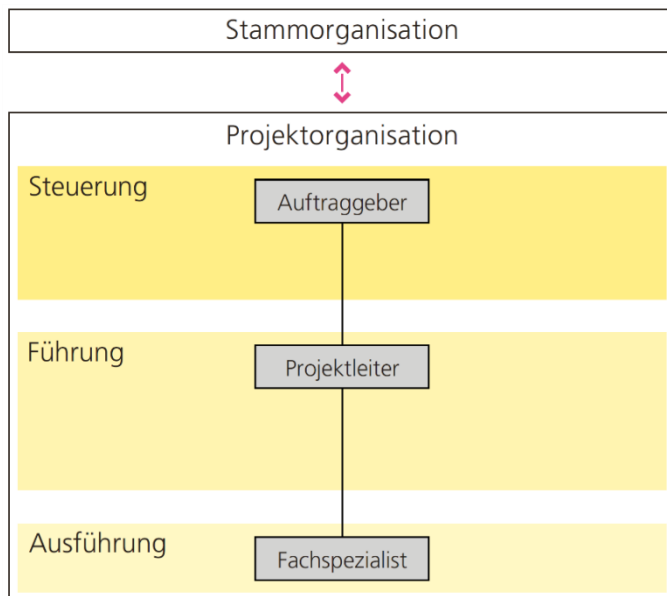 Stammorganisation
Projektorganisation
Steuerung
Auftraggeber
Führung
Projektleiter
Ausführung
Fachspezialist